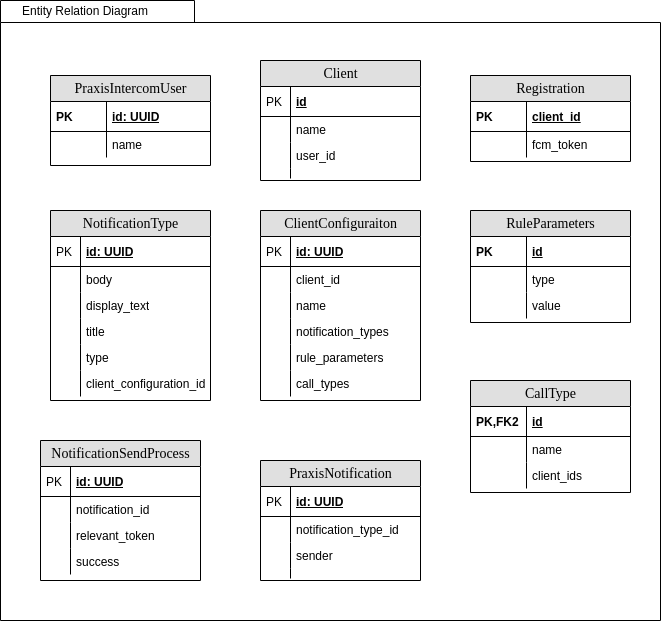 Entity Relation Diagram
PraxisIntercomUser
PK id: UUID
name
Client
PK id
name
user_id
Registration
PK client_id
fcm_token
NotificationType
PK id: UUID
body
display_text
title
type
client_configuration_id
ClientConfiguraiton
PK id: UUID
client_id
name
notification_types
rule_parameters
call_types
RuleParameters
PK id
type
value
CallType
PK,FK2 id
name
client_ids
NotificationSendProcess
PK id: UUID
notification_id
relevant_token
success
PraxisNotification
PK id: UUID
notification_type_id
sender